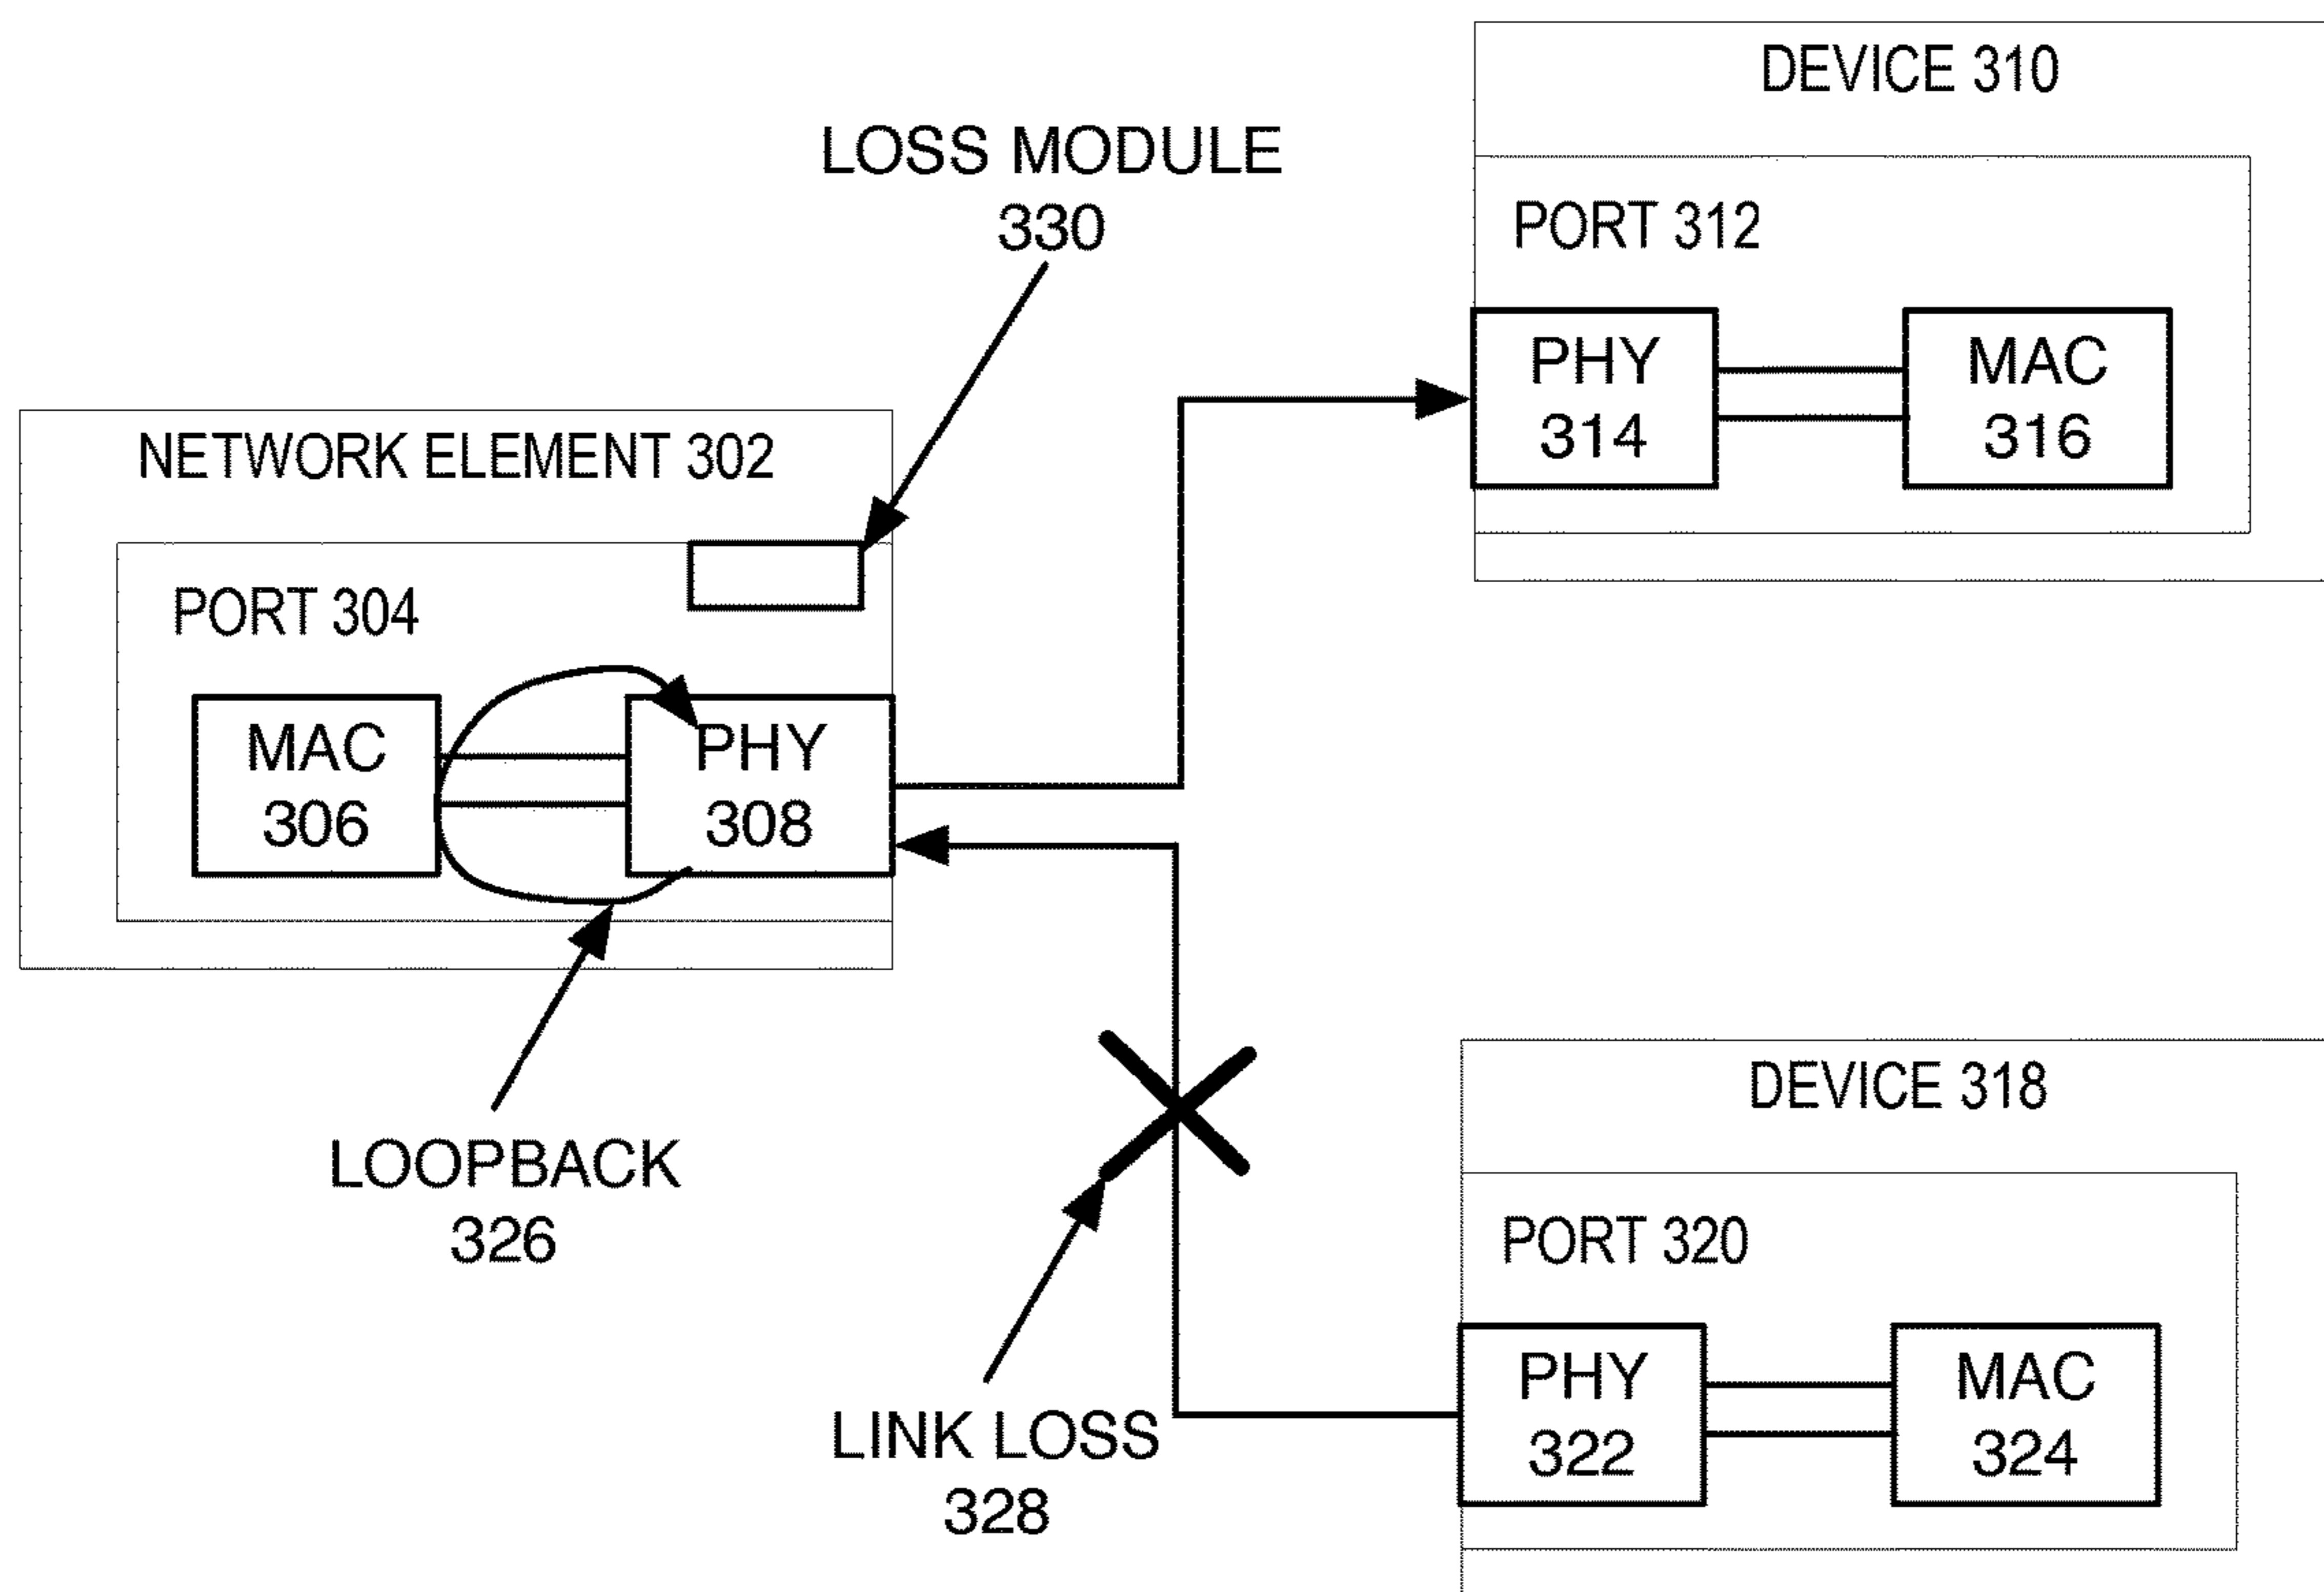 DEVICE 310
LOSS MODULE
330
PORT 312
PHY
314
MAC
316
NETWORK ELEMENT 302
PORT 304
MAC
306
PHY
308
LOOPBACK
326
LINK LOSS
328
DEVICE 318
PORT 320
PHY
322
MAC
324